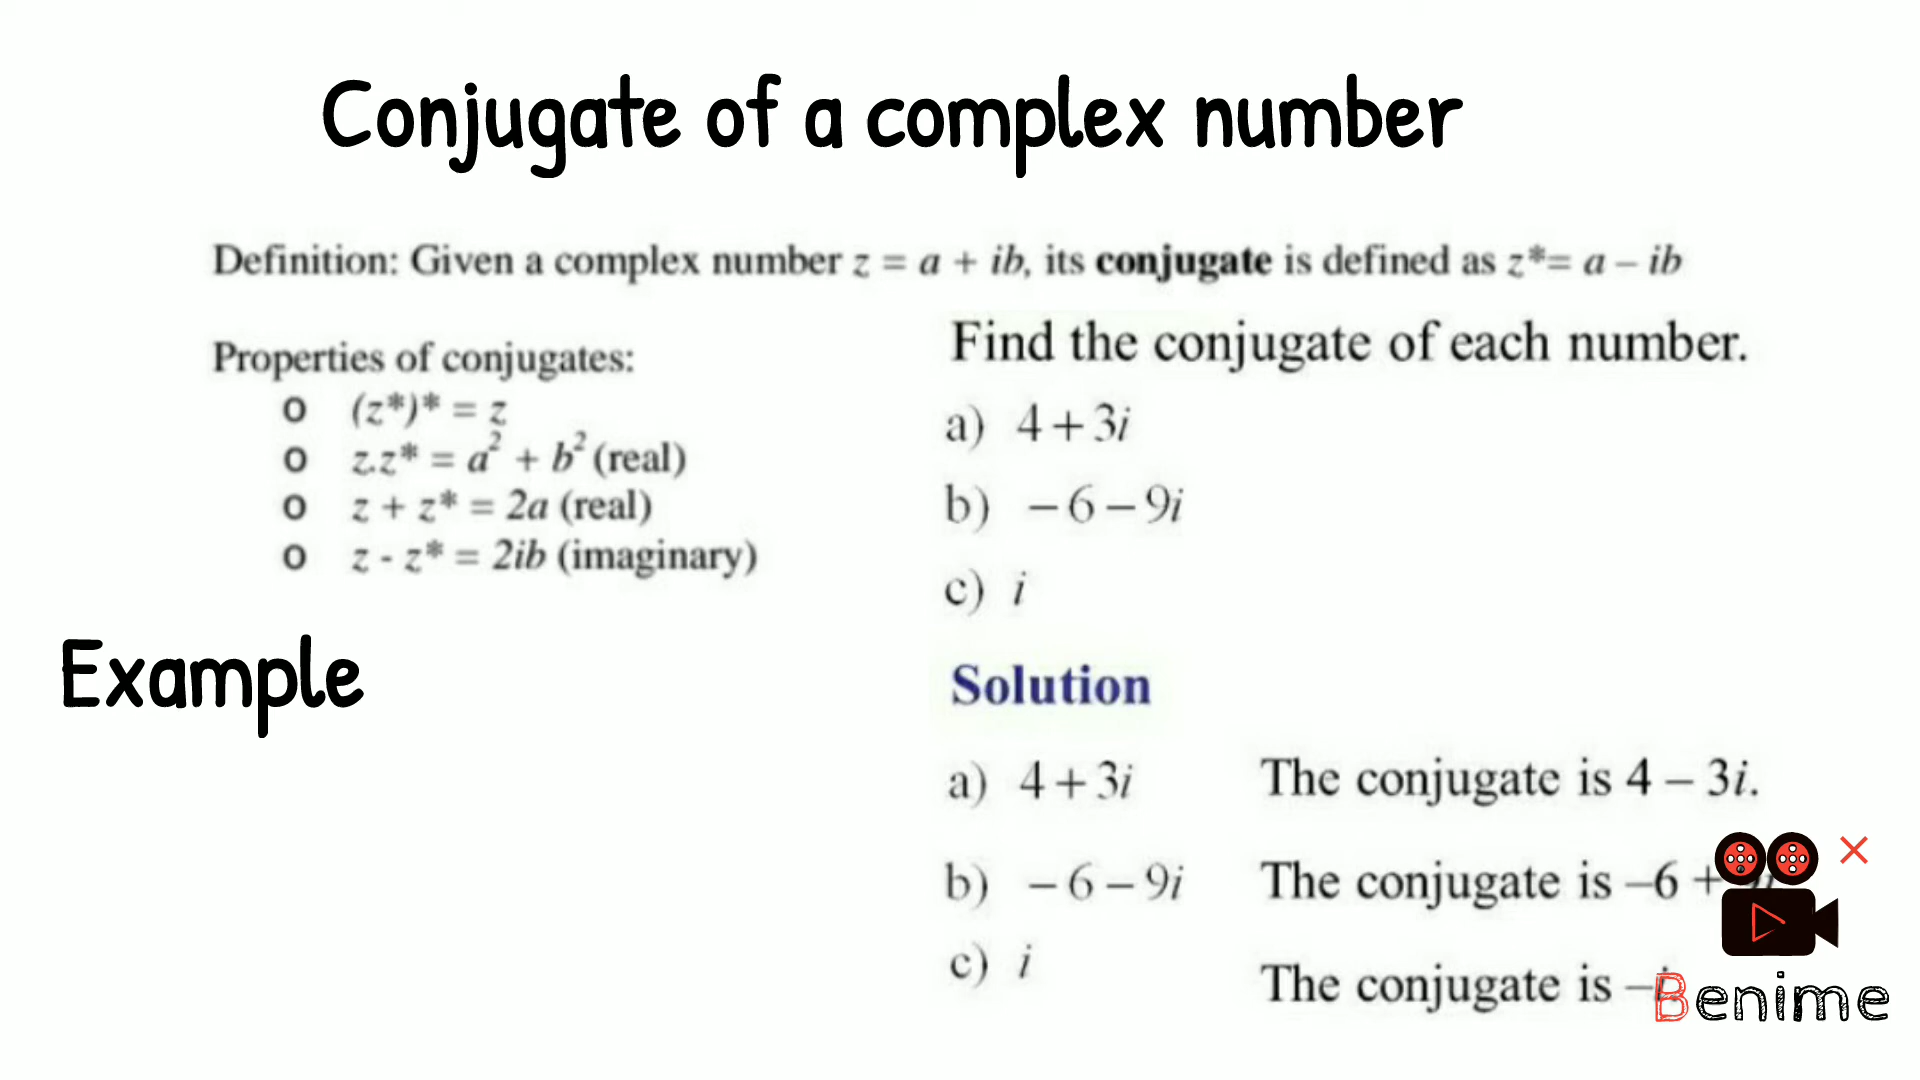 Conjugate of a complex number
Definition: Given a complex number z = a + ib, its conjugate is defined as z*= a – ib
Properties of conjugates:
o (z*)* = z
o z.z* = a² + b² (real)
o z + z* = 2a (real)
o z - z* = 2ib (imaginary)
Find the conjugate of each number.
a) 4+3i
b) –6–9i
c) i
Example
Solution
a) 4+3i The conjugate is 4 – 3i.
b) –6–9i The conjugate is –6 +
c) i
The conjugate is –
Benime